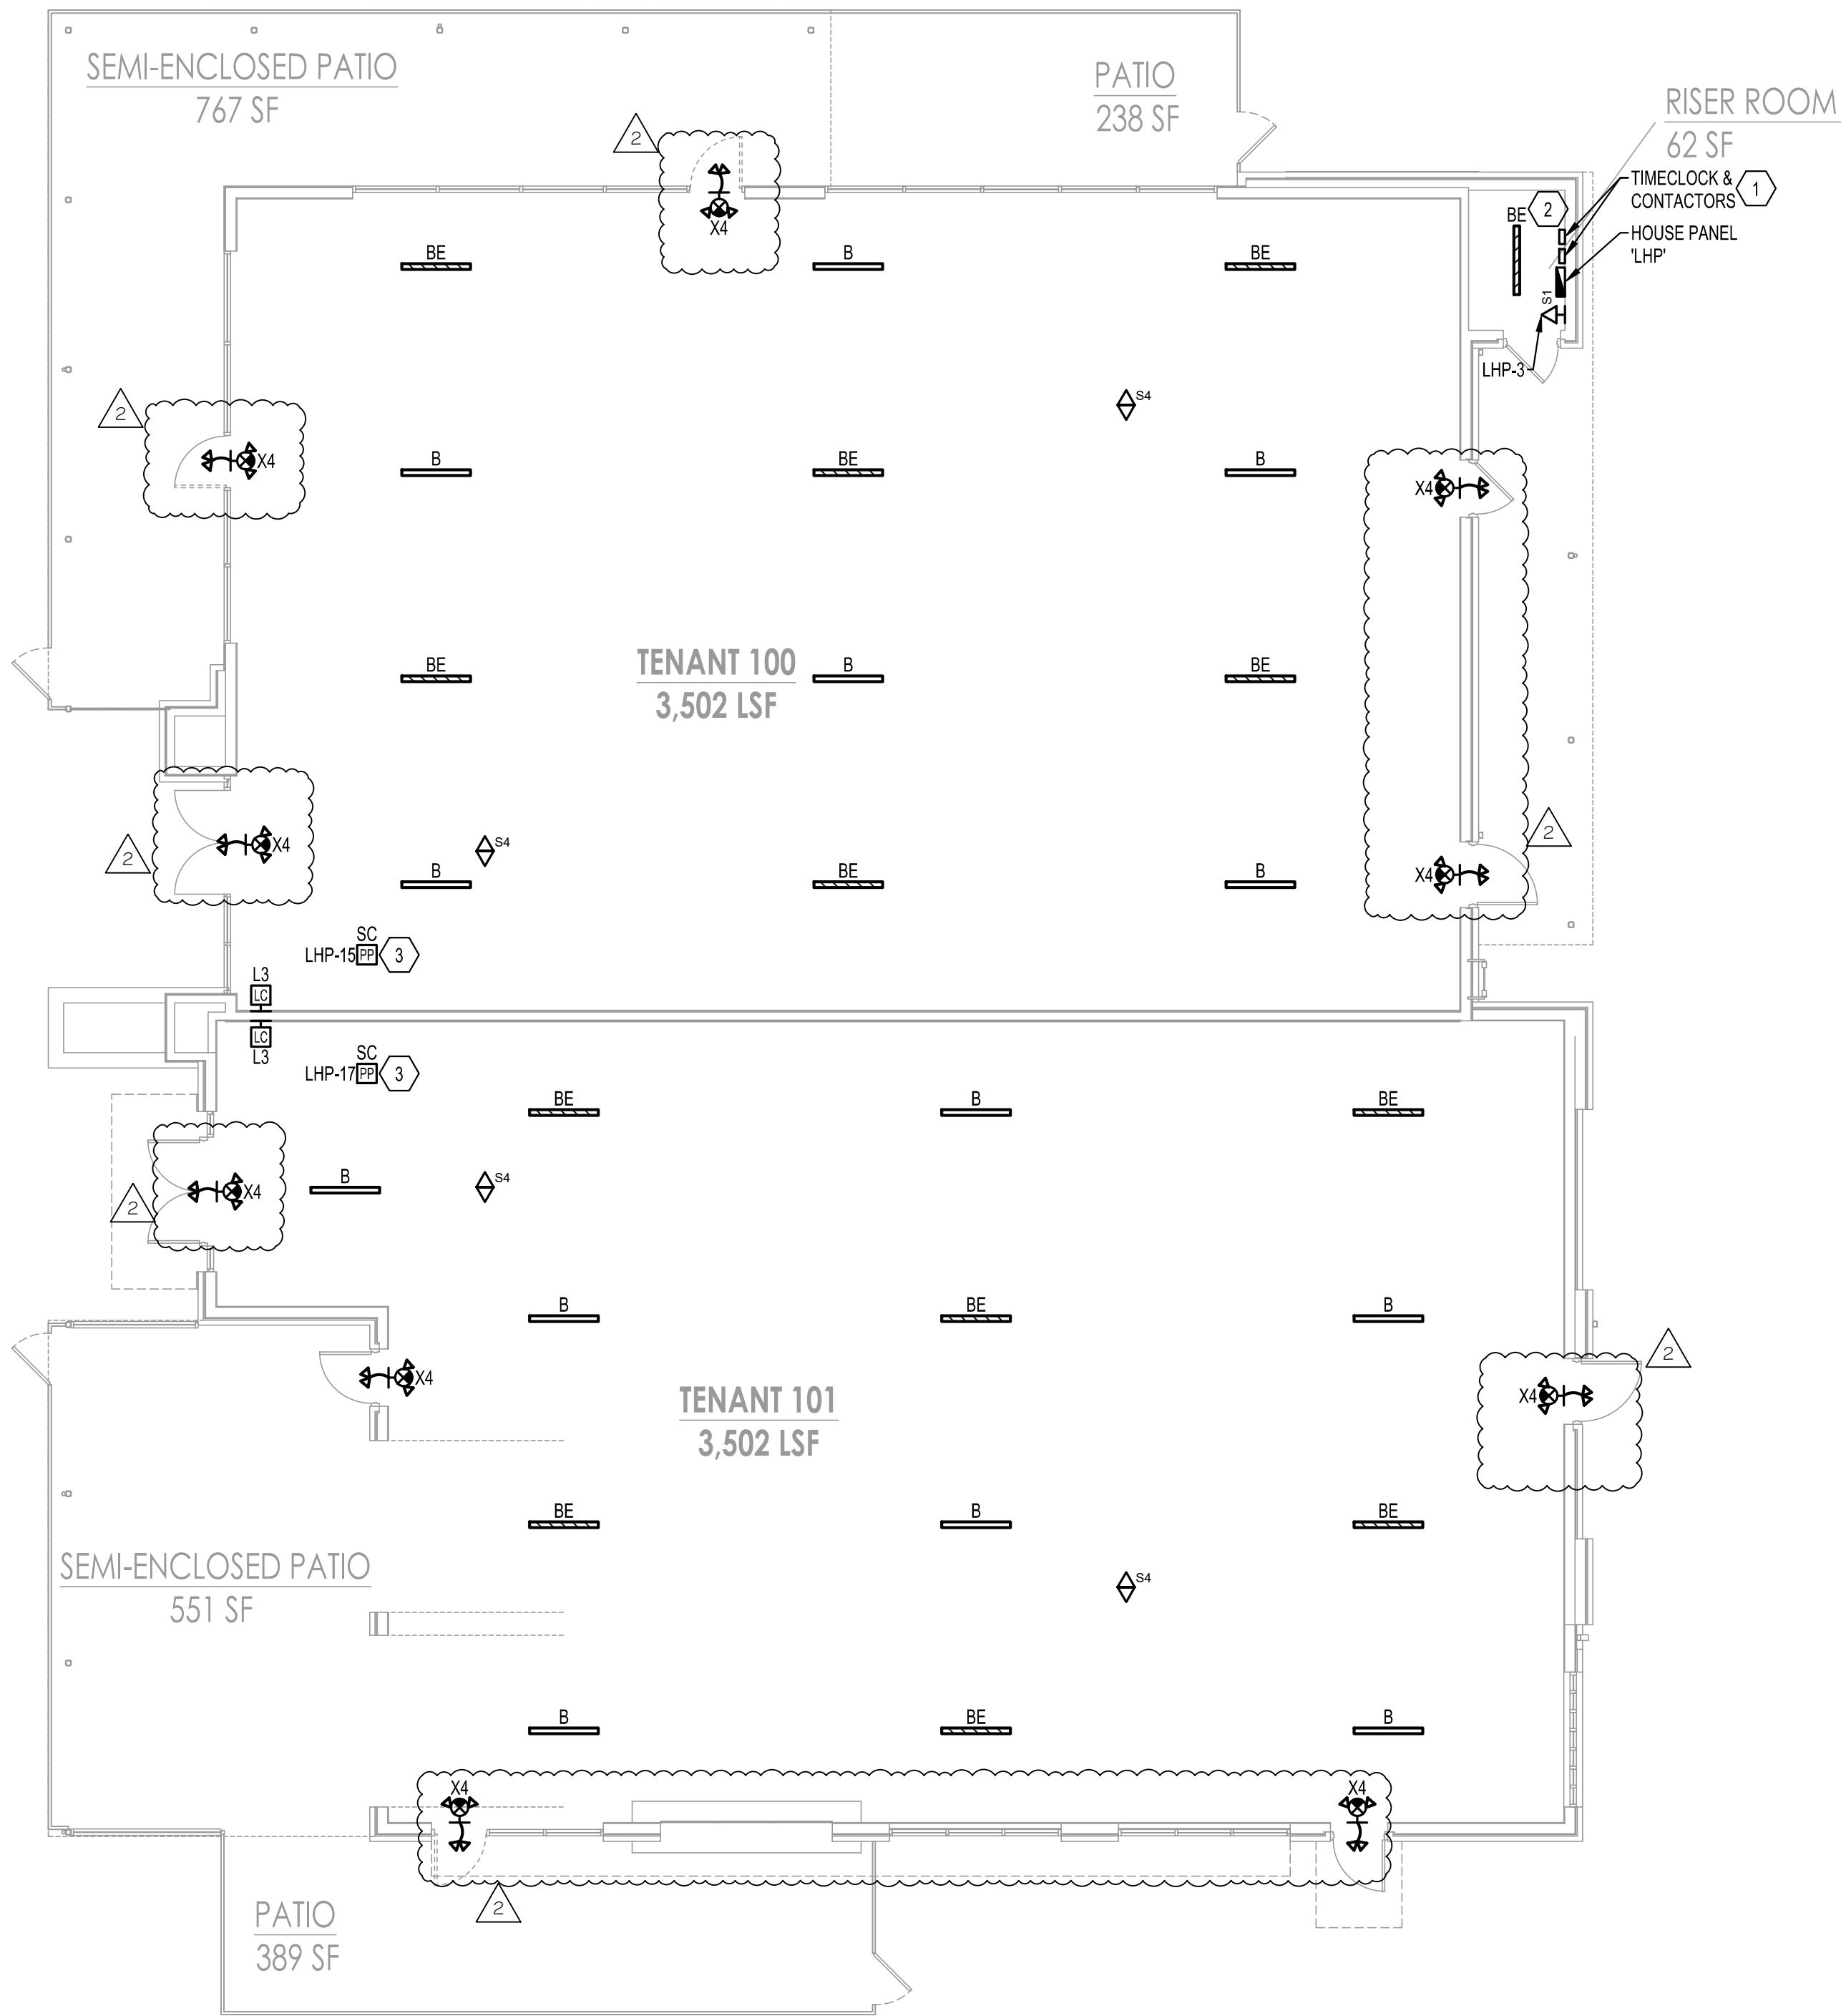 SEMI-ENCLOSED PATIO
767 SF
PATIO
238 SF
RISER ROOM
62 SF
TIMECLOCK &
CONTACTORS
1
2
BE
HOUSE PANEL
'LHP'
S1
LHP-3
2
X4
BE
B
BE
2
X4
S4
B
BE
B
X4
TENANT 100
3,502 LSF
BE
B
BE
2
X4
S4
2
X4
B
BE
B
SC
LHP-15
PP
3
L3
LC
LC
L3
SC
LHP-17
PP
3
BE
B
BE
2
X4
B
S4
B
BE
B
X4
2
X4
TENANT 101
3,502 LSF
BE
B
BE
SEMI-ENCLOSED PATIO
551 SF
S4
B
BE
B
X4
X4
2
PATIO
389 SF